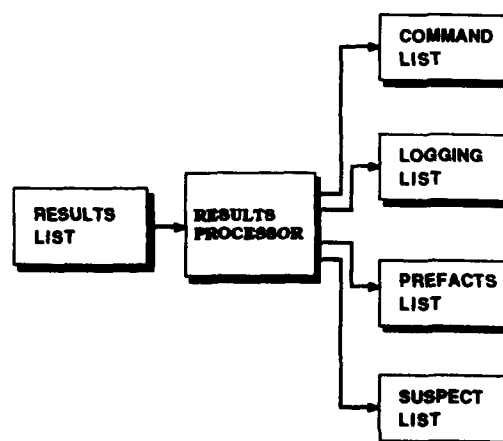 COMMAND
LIST
LOGGING
LIST
RESULTS
LIST
RESULTS
PROCESSOR
PREFACTS
LIST
SUSPECT
LIST